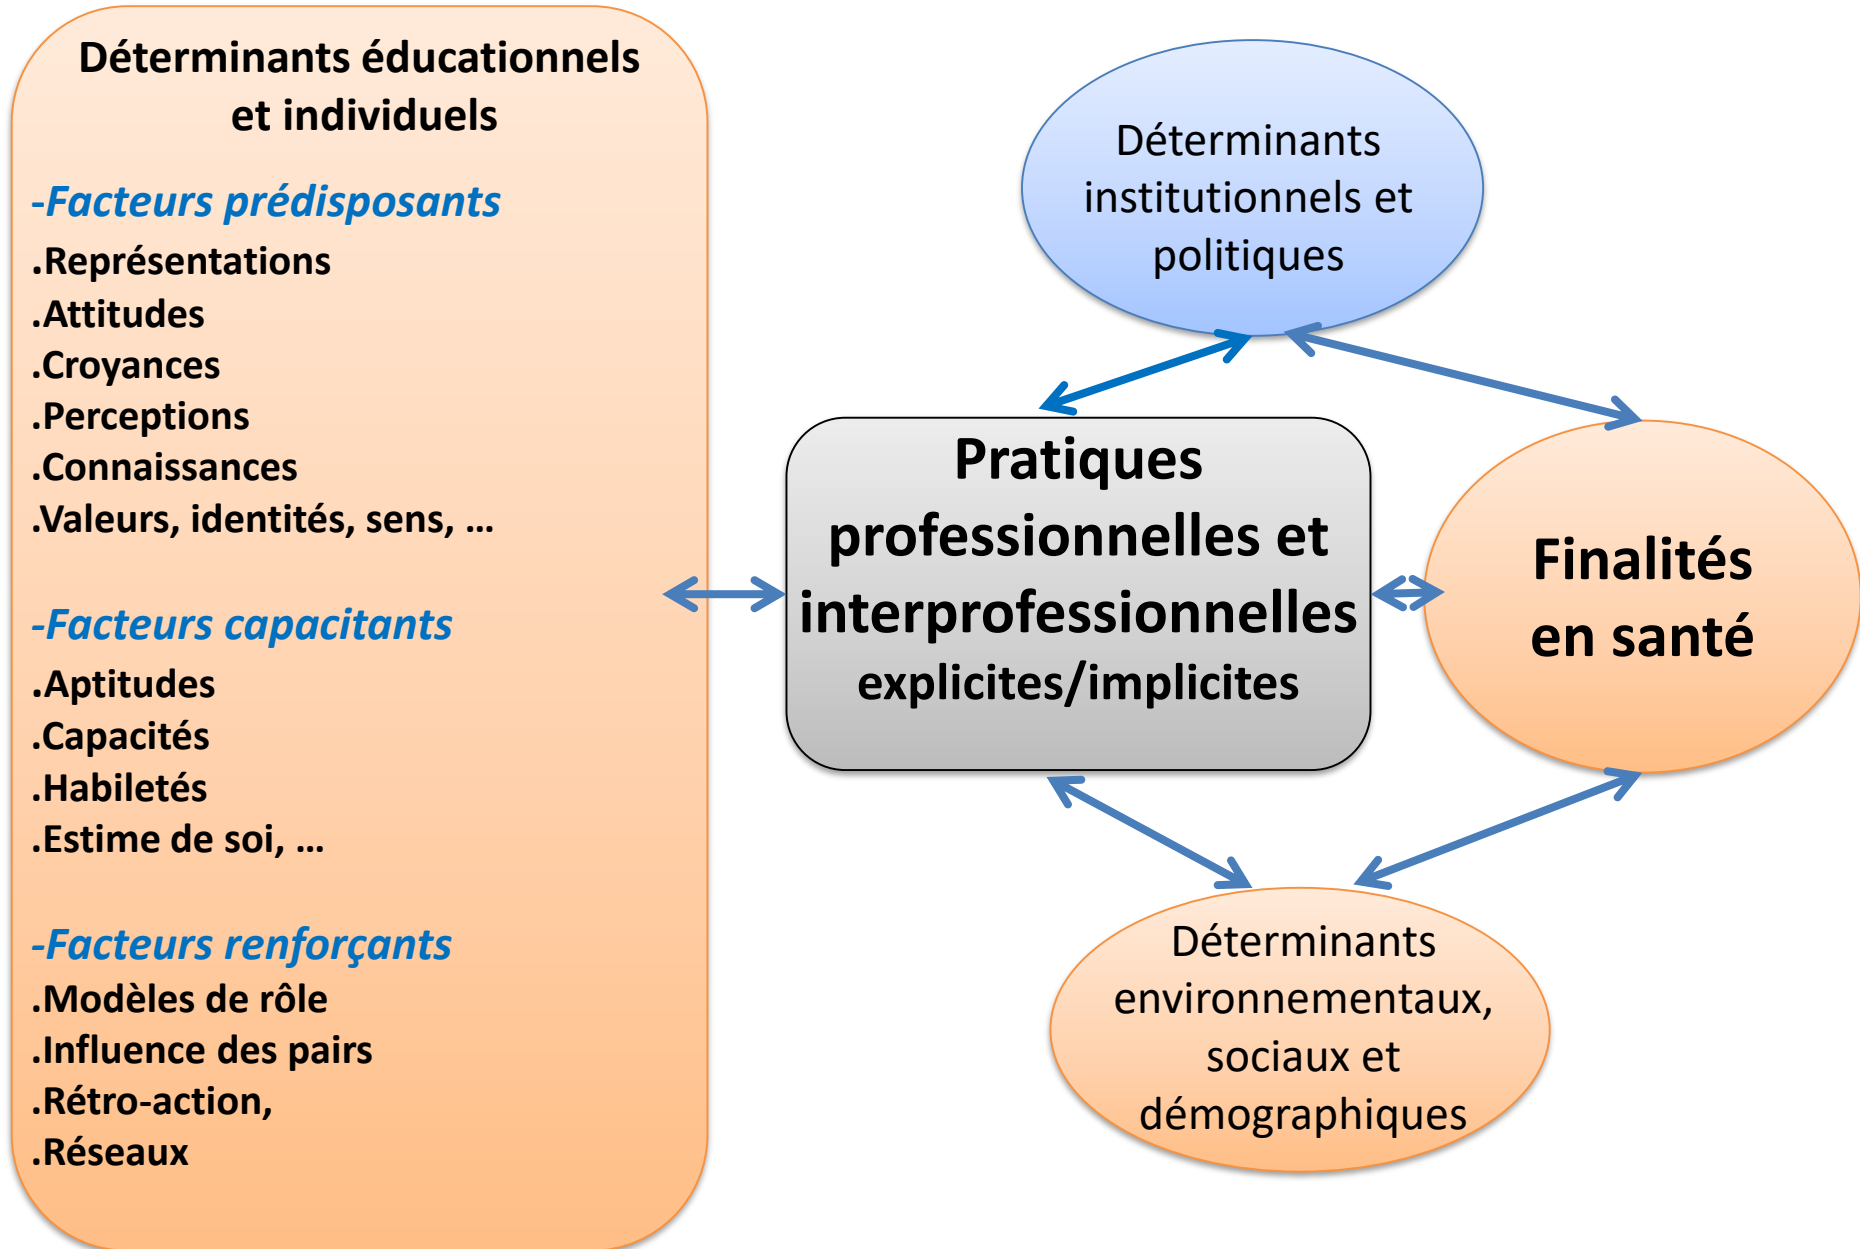 Déterminants éducationnels
et individuels
-Facteurs prédisposants
.Représentations
.Attitudes
.Croyances
.Perceptions
.Connaissances
.Valeurs, identités, sens, ...
-Facteurs capacitants
.Aptitudes
.Capacités
.Habiletés
.Estime de soi, ...
-Facteurs renforçants
.Modèles de rôle
.Influence des pairs
.Rétro-action,
.Réseaux
Déterminants
institutionnels et
politiques
Pratiques
professionnelles et
interprofessionnelles
explicites/implicites
Finalités
en santé
Déterminants
environnementaux,
sociaux et
démographiques